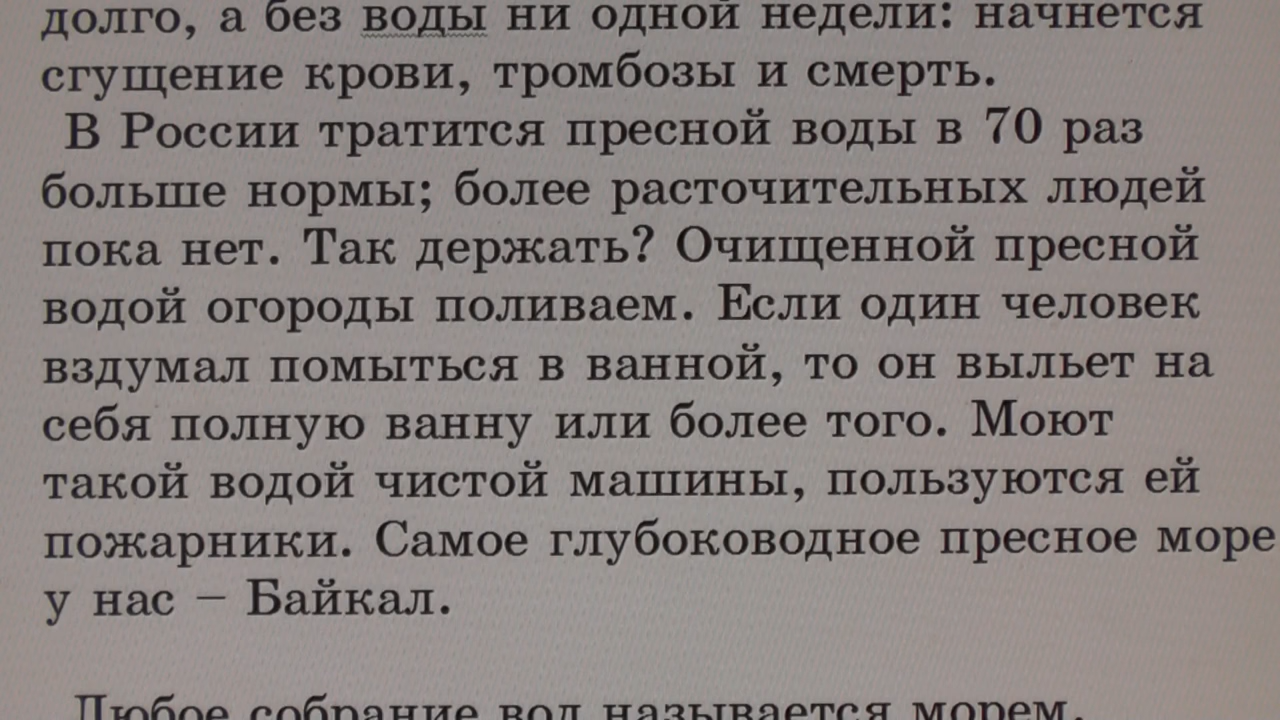 долго, а без воды ни одной недели: начнется
сгущение крови, тромбозы и смерть.
В России тратится пресной воды в 70 раз
больше нормы; более расточительных людей
пока нет. Так держать? Очищенной пресной
водой огороды поливаем. Если один человек
вздумал помыться в ванной, то он выльет на
себя полную ванну или более того. Моют
такой водой чистой машины, пользуются ей
пожарники. Самое глубоководное пресное море
у нас – Байкал.
Любое собрание вод называется морем.